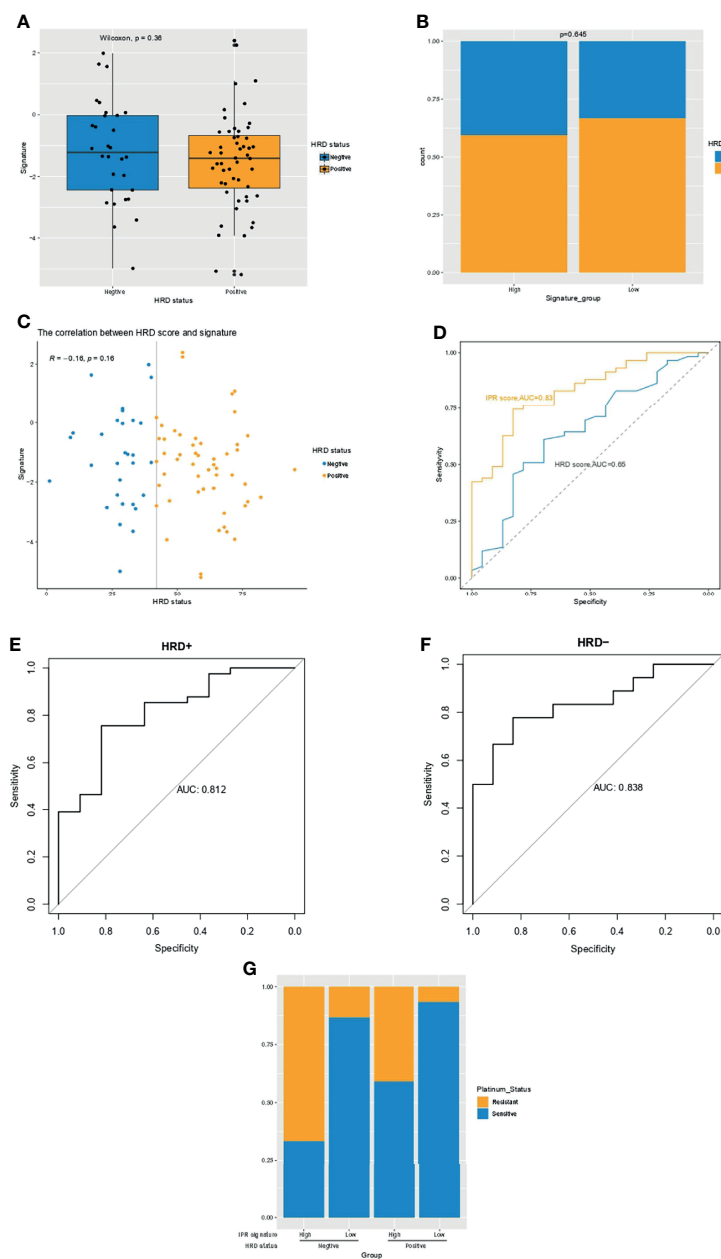 A
Wilcoxon, p = 0.36
2
0
−2
−4
Signature
Negtive
Positive
HRD status
HRD status
Negtive
Positive
B
p=0.645
1.00
0.75
0.50
0.25
0.00
count
High
Low
Signature_group
HRD
C
The correlation between HRD score and signature
R = −0.16, p = 0.16
2
0
−2
−4
Signature
0
25
50
75
HRD status
HRD status
Negtive
Positive
D
1.00
0.75
0.50
0.25
0.00
Sensityvity
IPR score,AUC=0.83
HRD score,AUC=0.65
1.00
0.75
0.50
0.25
0.00
Specificity
E
HRD+
1.0
0.8
0.6
0.4
0.2
0.0
Sensitivity
AUC: 0.812
1.0
0.8
0.6
0.4
0.2
0.0
Specificity
F
HRD−
1.0
0.8
0.6
0.4
0.2
0.0
Sensitivity
AUC: 0.838
1.0
0.8
0.6
0.4
0.2
0.0
Specificity
G
1.00
0.75
0.50
0.25
0.00
IPR signature
High
Low
High
Low
HRD status
Negtive
Positive
Group
Platinum_Status
Resistant
Sensitive